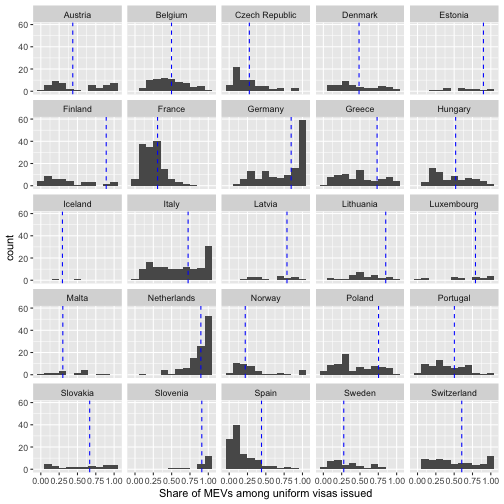 Austria Belgium Czech Republic Denmark Estonia
60
40
20
0
Finland France Germany Greece Hungary
60
40
20
0
Iceland Italy Latvia Lithuania Luxembourg
60
40
20
0
Malta Netherlands Norway Poland Portugal
60
40
20
0
Slovakia Slovenia Spain Sweden Switzerland
60
40
20
0
0.00 0.25 0.50 0.75 1.00 0.00 0.25 0.50 0.75 1.00 0.00 0.25 0.50 0.75 1.00 0.00 0.25 0.50 0.75 1.00 0.00 0.25 0.50 0.75 1.00
count
Share of MEVs among uniform visas issued